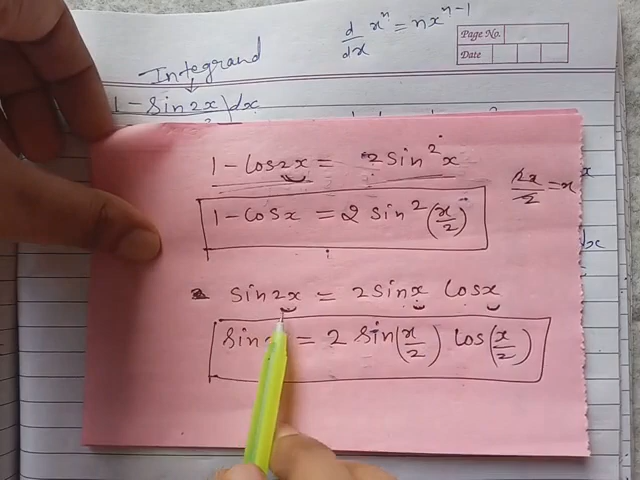 d/dx xⁿ = nxⁿ⁻¹
Page No.
Date
Integrand
1 - Sin2x dx
1 - Cos2x = 2Sin²x
2x/2 = x
1 - Cosx = 2 Sin²(x/2)
Sin2x = 2Sinx Cosx
Sin = 2 Sin(x/2) Cos(x/2)